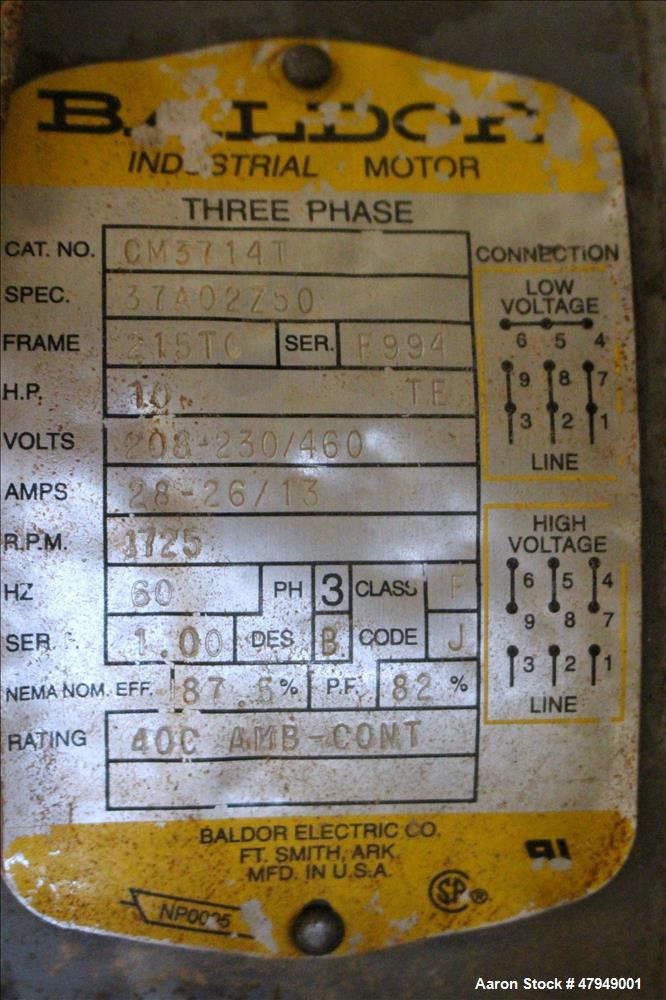 BALDOR
INDUSTRIAL MOTOR
THREE PHASE
CAT. NO. CM3714T
SPEC. 37A02Z50
FRAME 215TC SER. F994
H.P. 10 TE
VOLTS 208-230/460
AMPS 28-26/13
R.P.M. 1725
HZ 60 PH 3 CLASS F
SER. 1.00 DES B CODE J
NEMA NOM. EFF. 87.5 % P.F. 82 %
RATING 40C AMB-CONT
CONNECTION
LOW
VOLTAGE
6 5 4
9 8 7
3 2 1
LINE
HIGH
VOLTAGE
6 5 4
9 8 7
3 2 1
LINE
BALDOR ELECTRIC CO.
FT. SMITH, ARK.
MFD. IN U.S.A.
SP ®
Aaron Stock # 47949001